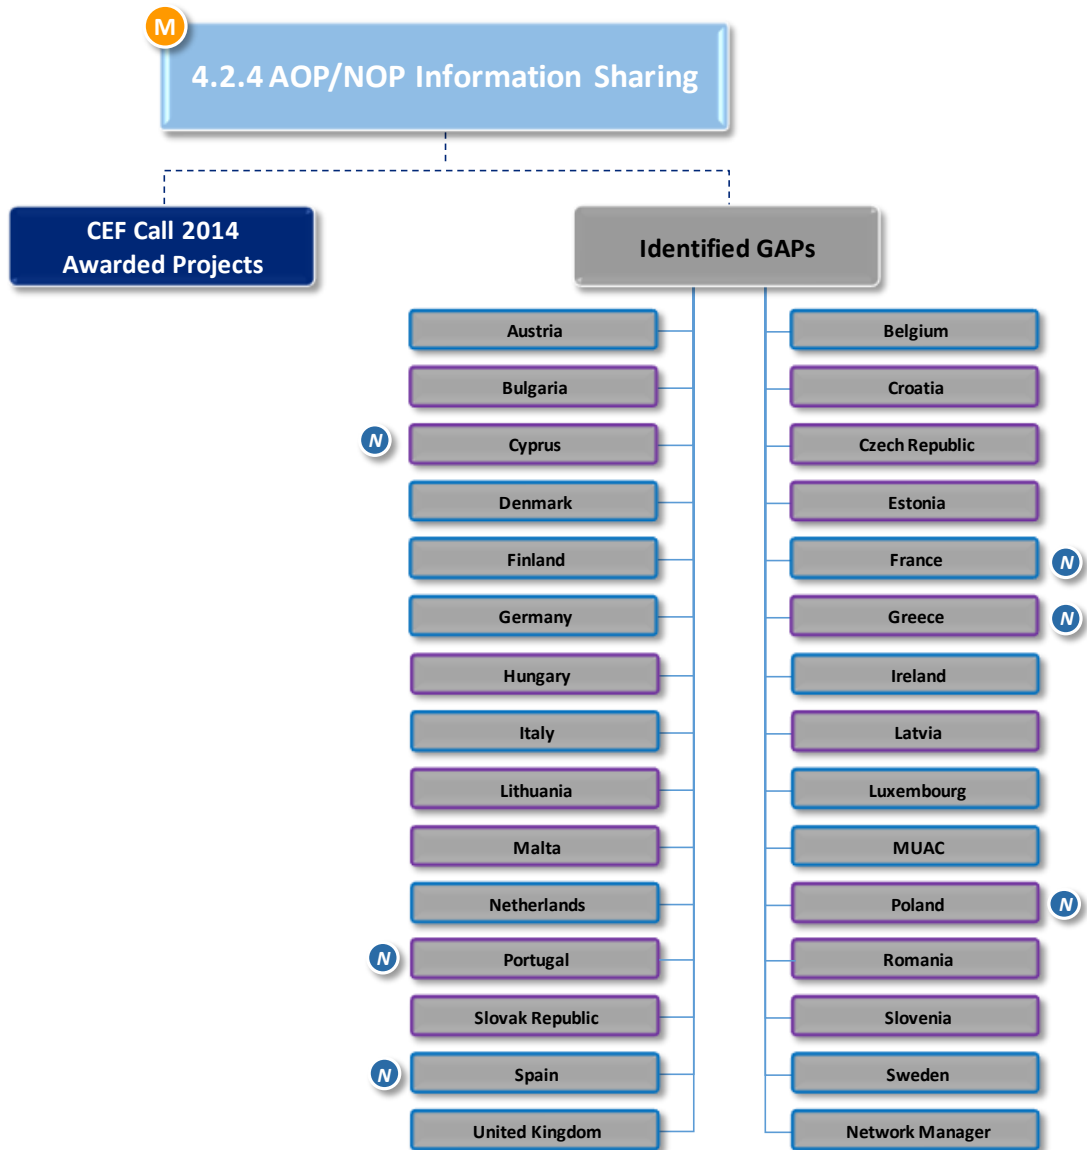 M
4.2.4 AOP/NOP Information Sharing
CEF Call 2014
Awarded Projects
Identified GAPs
Austria
Belgium
Bulgaria
Croatia
N
Cyprus
Czech Republic
Denmark
Estonia
Finland
France
N
Germany
Greece
N
Hungary
Ireland
Italy
Latvia
Lithuania
Luxembourg
Malta
MUAC
Netherlands
Poland
N
N
Portugal
Romania
Slovak Republic
Slovenia
N
Spain
Sweden
United Kingdom
Network Manager